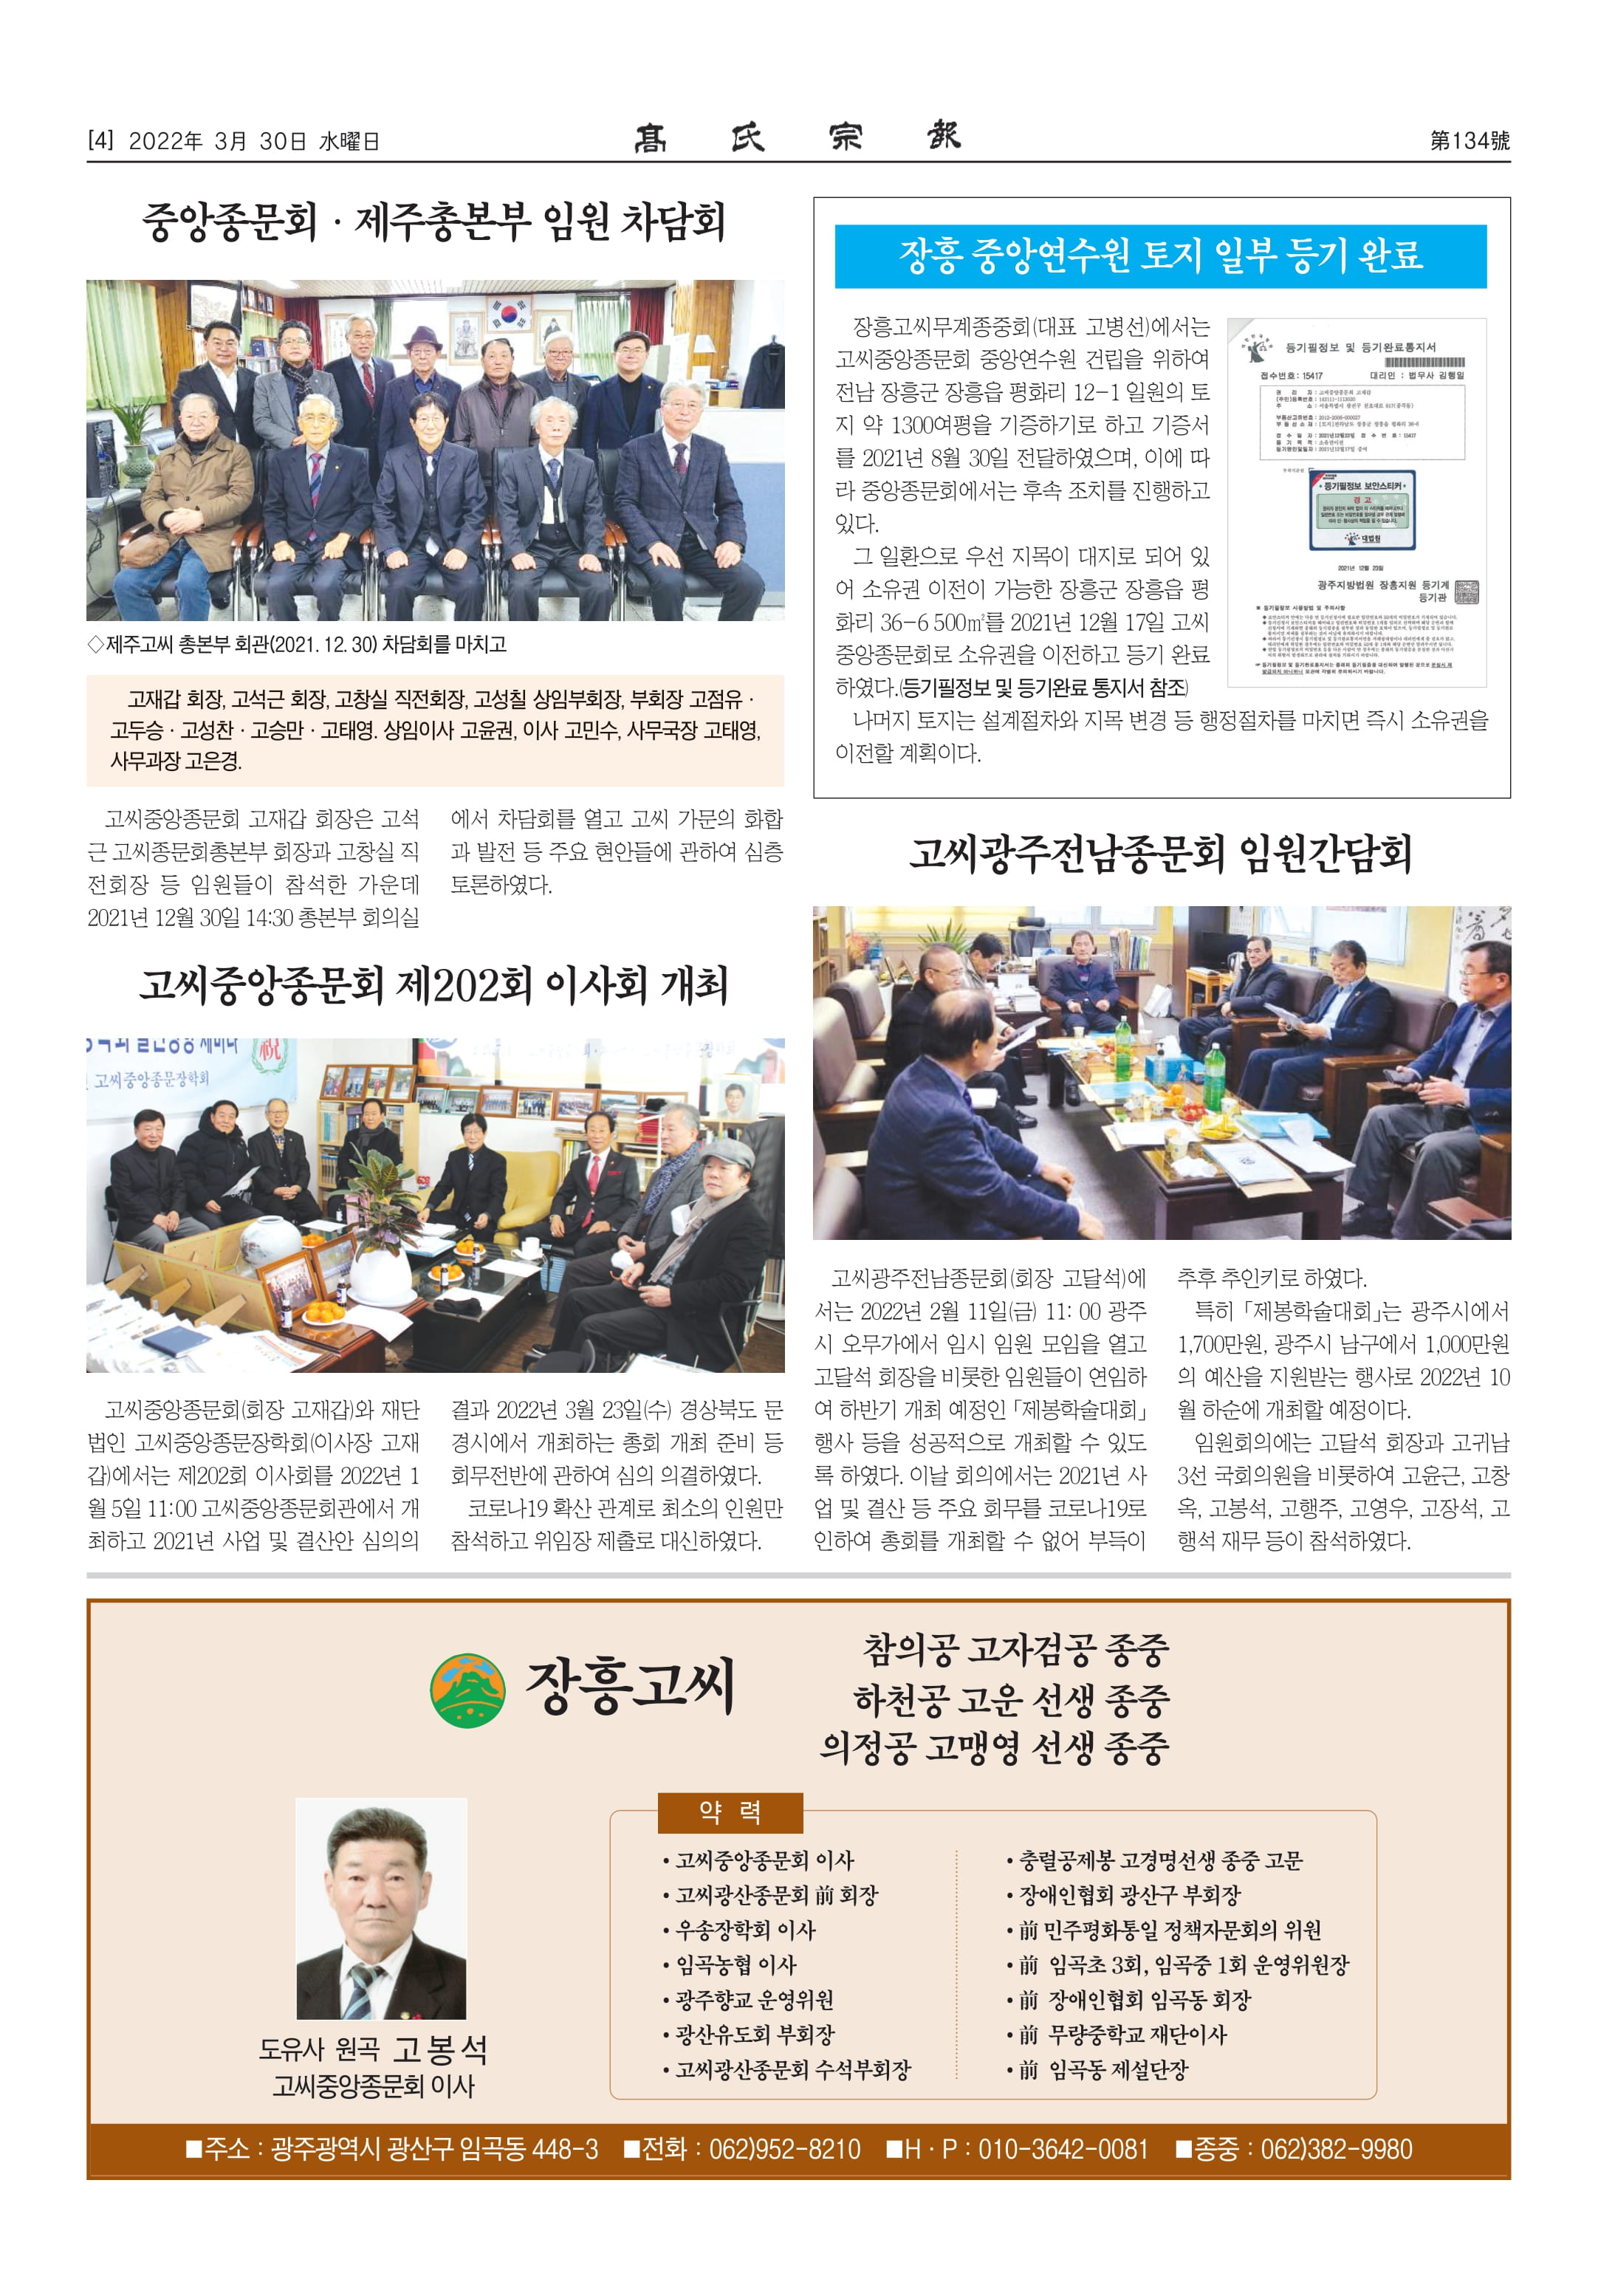 [4] 2022年 3月 30日 水曜日
高 氏 宗 報
第134號
중앙종문회 · 제주총본부 임원 차담회
◇제주고씨 총본부 회관(2021. 12. 30) 차담회를 마치고
고재갑 회장, 고석근 회장, 고창실 직전회장, 고성칠 상임부회장, 부회장 고점유 ·
고두승 · 고성찬 · 고승만 · 고태영. 상임이사 고윤권, 이사 고민수, 사무국장 고태영,
사무과장 고은경.
고씨중앙종문회 고재갑 회장은 고석
근 고씨종문회총본부 회장과 고창실 직
전회장 등 임원들이 참석한 가운데
2021년 12월 30일 14:30 총본부 회의실
에서 차담회를 열고 고씨 가문의 화합
과 발전 등 주요 현안들에 관하여 심층
토론하였다.
고씨중앙종문회 제202회 이사회 개최
고씨중앙종문장학회
고씨중앙종문회(회장 고재갑)와 재단
법인 고씨중앙종문장학회(이사장 고재
갑)에서는 제202회 이사회를 2022년 1
월 5일 11:00 고씨중앙종문회관에서 개
최하고 2021년 사업 및 결산안 심의의
결과 2022년 3월 23일(수) 경상북도 문
경시에서 개최하는 총회 개최 준비 등
회무전반에 관하여 심의 의결하였다.
코로나19 확산 관계로 최소의 인원만
참석하고 위임장 제출로 대신하였다.
장흥 중앙연수원 토지 일부 등기 완료
장흥고씨무계종중회(대표 고병선)에서는
고씨중앙종문회 중앙연수원 건립을 위하여
전남 장흥군 장흥읍 평화리 12-1 일원의 토
지 약 1300여평을 기증하기로 하고 기증서
를 2021년 8월 30일 전달하였으며, 이에 따
라 중앙종문회에서는 후속 조치를 진행하고
있다.
그 일환으로 우선 지목이 대지로 되어 있
어 소유권 이전이 가능한 장흥군 장흥읍 평
화리 36-6 500㎡를 2021년 12월 17일 고씨
중앙종문회로 소유권을 이전하고 등기 완료
하였다.(등기필정보 및 등기완료 통지서 참조)
나머지 토지는 설계절차와 지목 변경 등 행정절차를 마치면 즉시 소유권을
이전할 계획이다.
등기필정보 및 등기완료통지서
접수번호 : 15417 대리인 : 법무사 김행일
등기필정보 보안스티커
경 고
대법원
2021년 12월 23일
광주지방법원 장흥지원 등기계
등기관
고씨광주전남종문회 임원간담회
고씨광주전남종문회(회장 고달석)에
서는 2022년 2월 11일(금) 11: 00 광주
시 오무가에서 임시 임원 모임을 열고
고달석 회장을 비롯한 임원들이 연임하
여 하반기 개최 예정인 「제봉학술대회」
행사 등을 성공적으로 개최할 수 있도
록 하였다. 이날 회의에서는 2021년 사
업 및 결산 등 주요 회무를 코로나19로
인하여 총회를 개최할 수 없어 부득이
추후 추인키로 하였다.
특히 「제봉학술대회」는 광주시에서
1,700만원, 광주시 남구에서 1,000만원
의 예산을 지원받는 행사로 2022년 10
월 하순에 개최할 예정이다.
임원회의에는 고달석 회장과 고귀남
3선 국회의원을 비롯하여 고윤근, 고창
옥, 고봉석, 고행주, 고영우, 고장석, 고
행석 재무 등이 참석하였다.
장흥고씨
참의공 고자검공 종중
하천공 고운 선생 종중
의정공 고맹영 선생 종중
도유사 원곡 고봉석
고씨중앙종문회 이사
약 력
• 고씨중앙종문회 이사
• 고씨광산종문회 前 회장
• 우송장학회 이사
• 임곡농협 이사
• 광주향교 운영위원
• 광산유도회 부회장
• 고씨광산종문회 수석부회장
• 충렬공제봉 고경명선생 종중 고문
• 장애인협회 광산구 부회장
• 前 민주평화통일 정책자문회의 위원
• 前 임곡초 3회, 임곡중 1회 운영위원장
• 前 장애인협회 임곡동 회장
• 前 무량중학교 재단이사
• 前 임곡동 제설단장
■주소 : 광주광역시 광산구 임곡동 448-3 ■전화 : 062)952-8210 ■H · P : 010-3642-0081 ■종중 : 062)382-9980